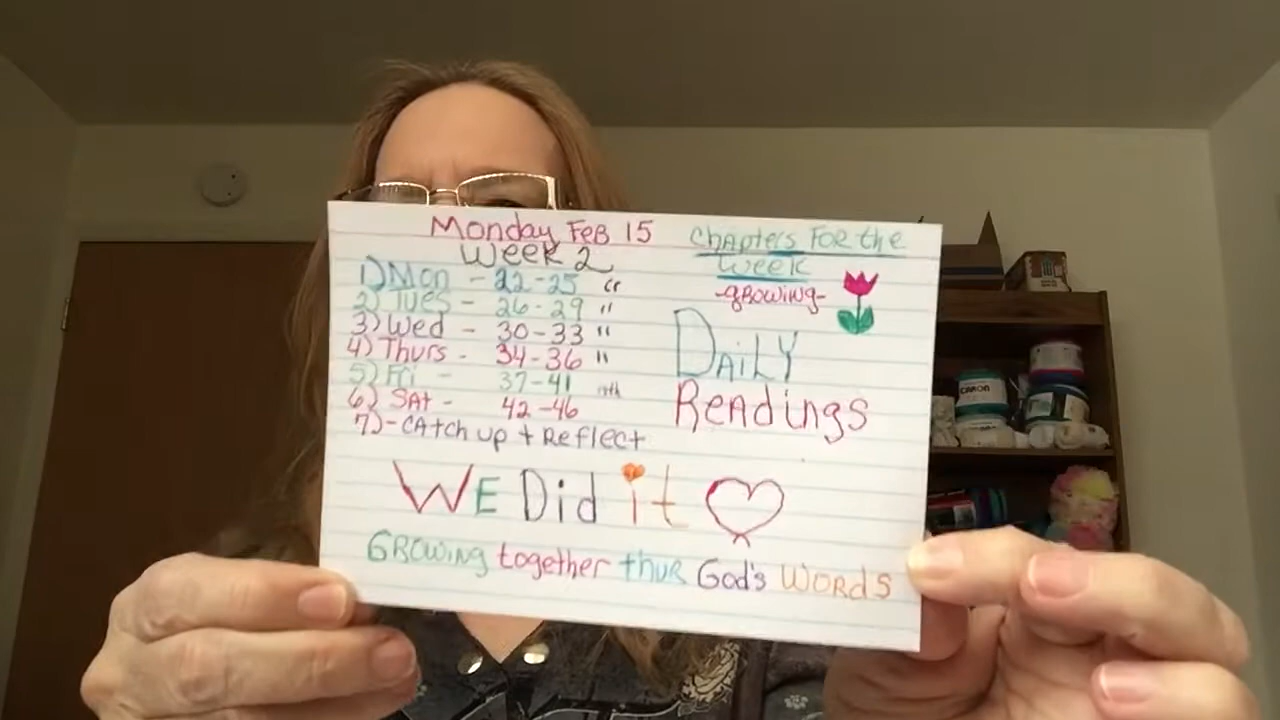 Monday Feb 15
Week 2
1) Mon - 22-25
2) Tues - 26-29 "
3) Wed - 30-33 "
4) Thurs - 34-36 "
5) Fri - 37-41
6) SAt - 42-46
7) - CAtch up + Reflect
Chapters For the
Week
-gROWiNg-
DAiLY
Readings
WE Did it
GROWing together thur God's WORds
CARON